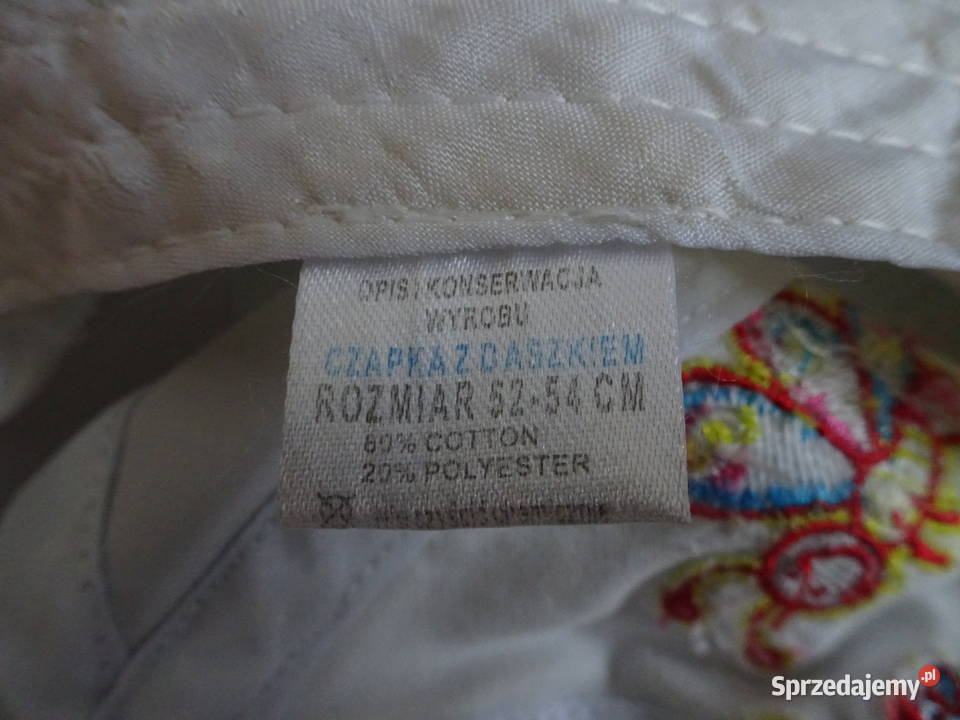 OPIS I KONSERWACJA
WYROBU
CZAPKA Z DASZKIEM
ROZMIAR 52-54 CM
80% COTTON
20% POLYESTER
Sprzedajemy.pl